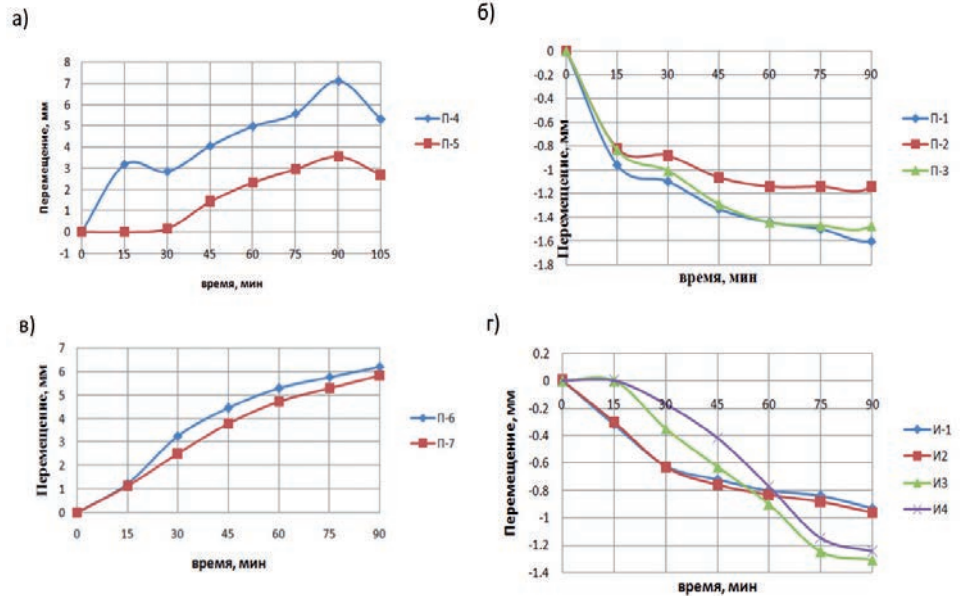 а)
Перемещение, мм
8
7
6
5
4
3
2
1
0
-1
0 15 30 45 60 75 90 105
время, мин
П-4
П-5
б)
Перемещение, мм
0
-0.2
-0.4
-0.6
-0.8
-1
-1.2
-1.4
-1.6
-1.8
0 15 30 45 60 75 90
время, мин
П-1
П-2
П-3
в)
Перемещение, мм
7
6
5
4
3
2
1
0
0 15 30 45 60 75 90
время, мин
П-6
П-7
г)
Перемещение, мм
0.2
0
-0.2
-0.4
-0.6
-0.8
-1
-1.2
-1.4
0 15 30 45 60 75 90
время, мин
И-1
И2
И3
И4